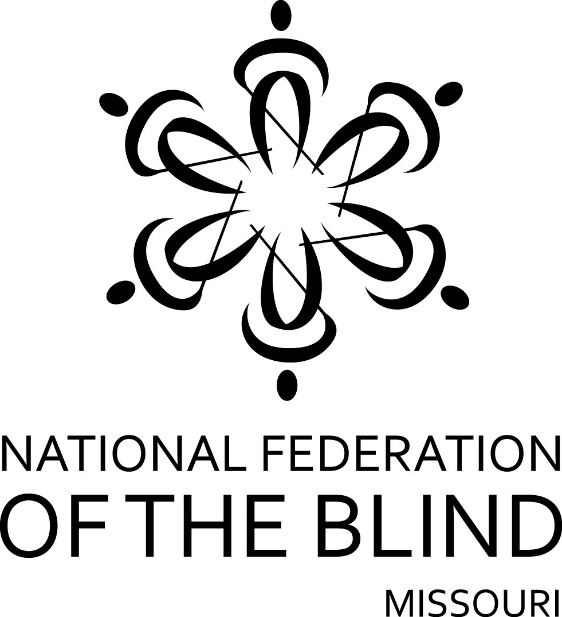 NATIONAL FEDERATION
OF THE BLIND
MISSOURI